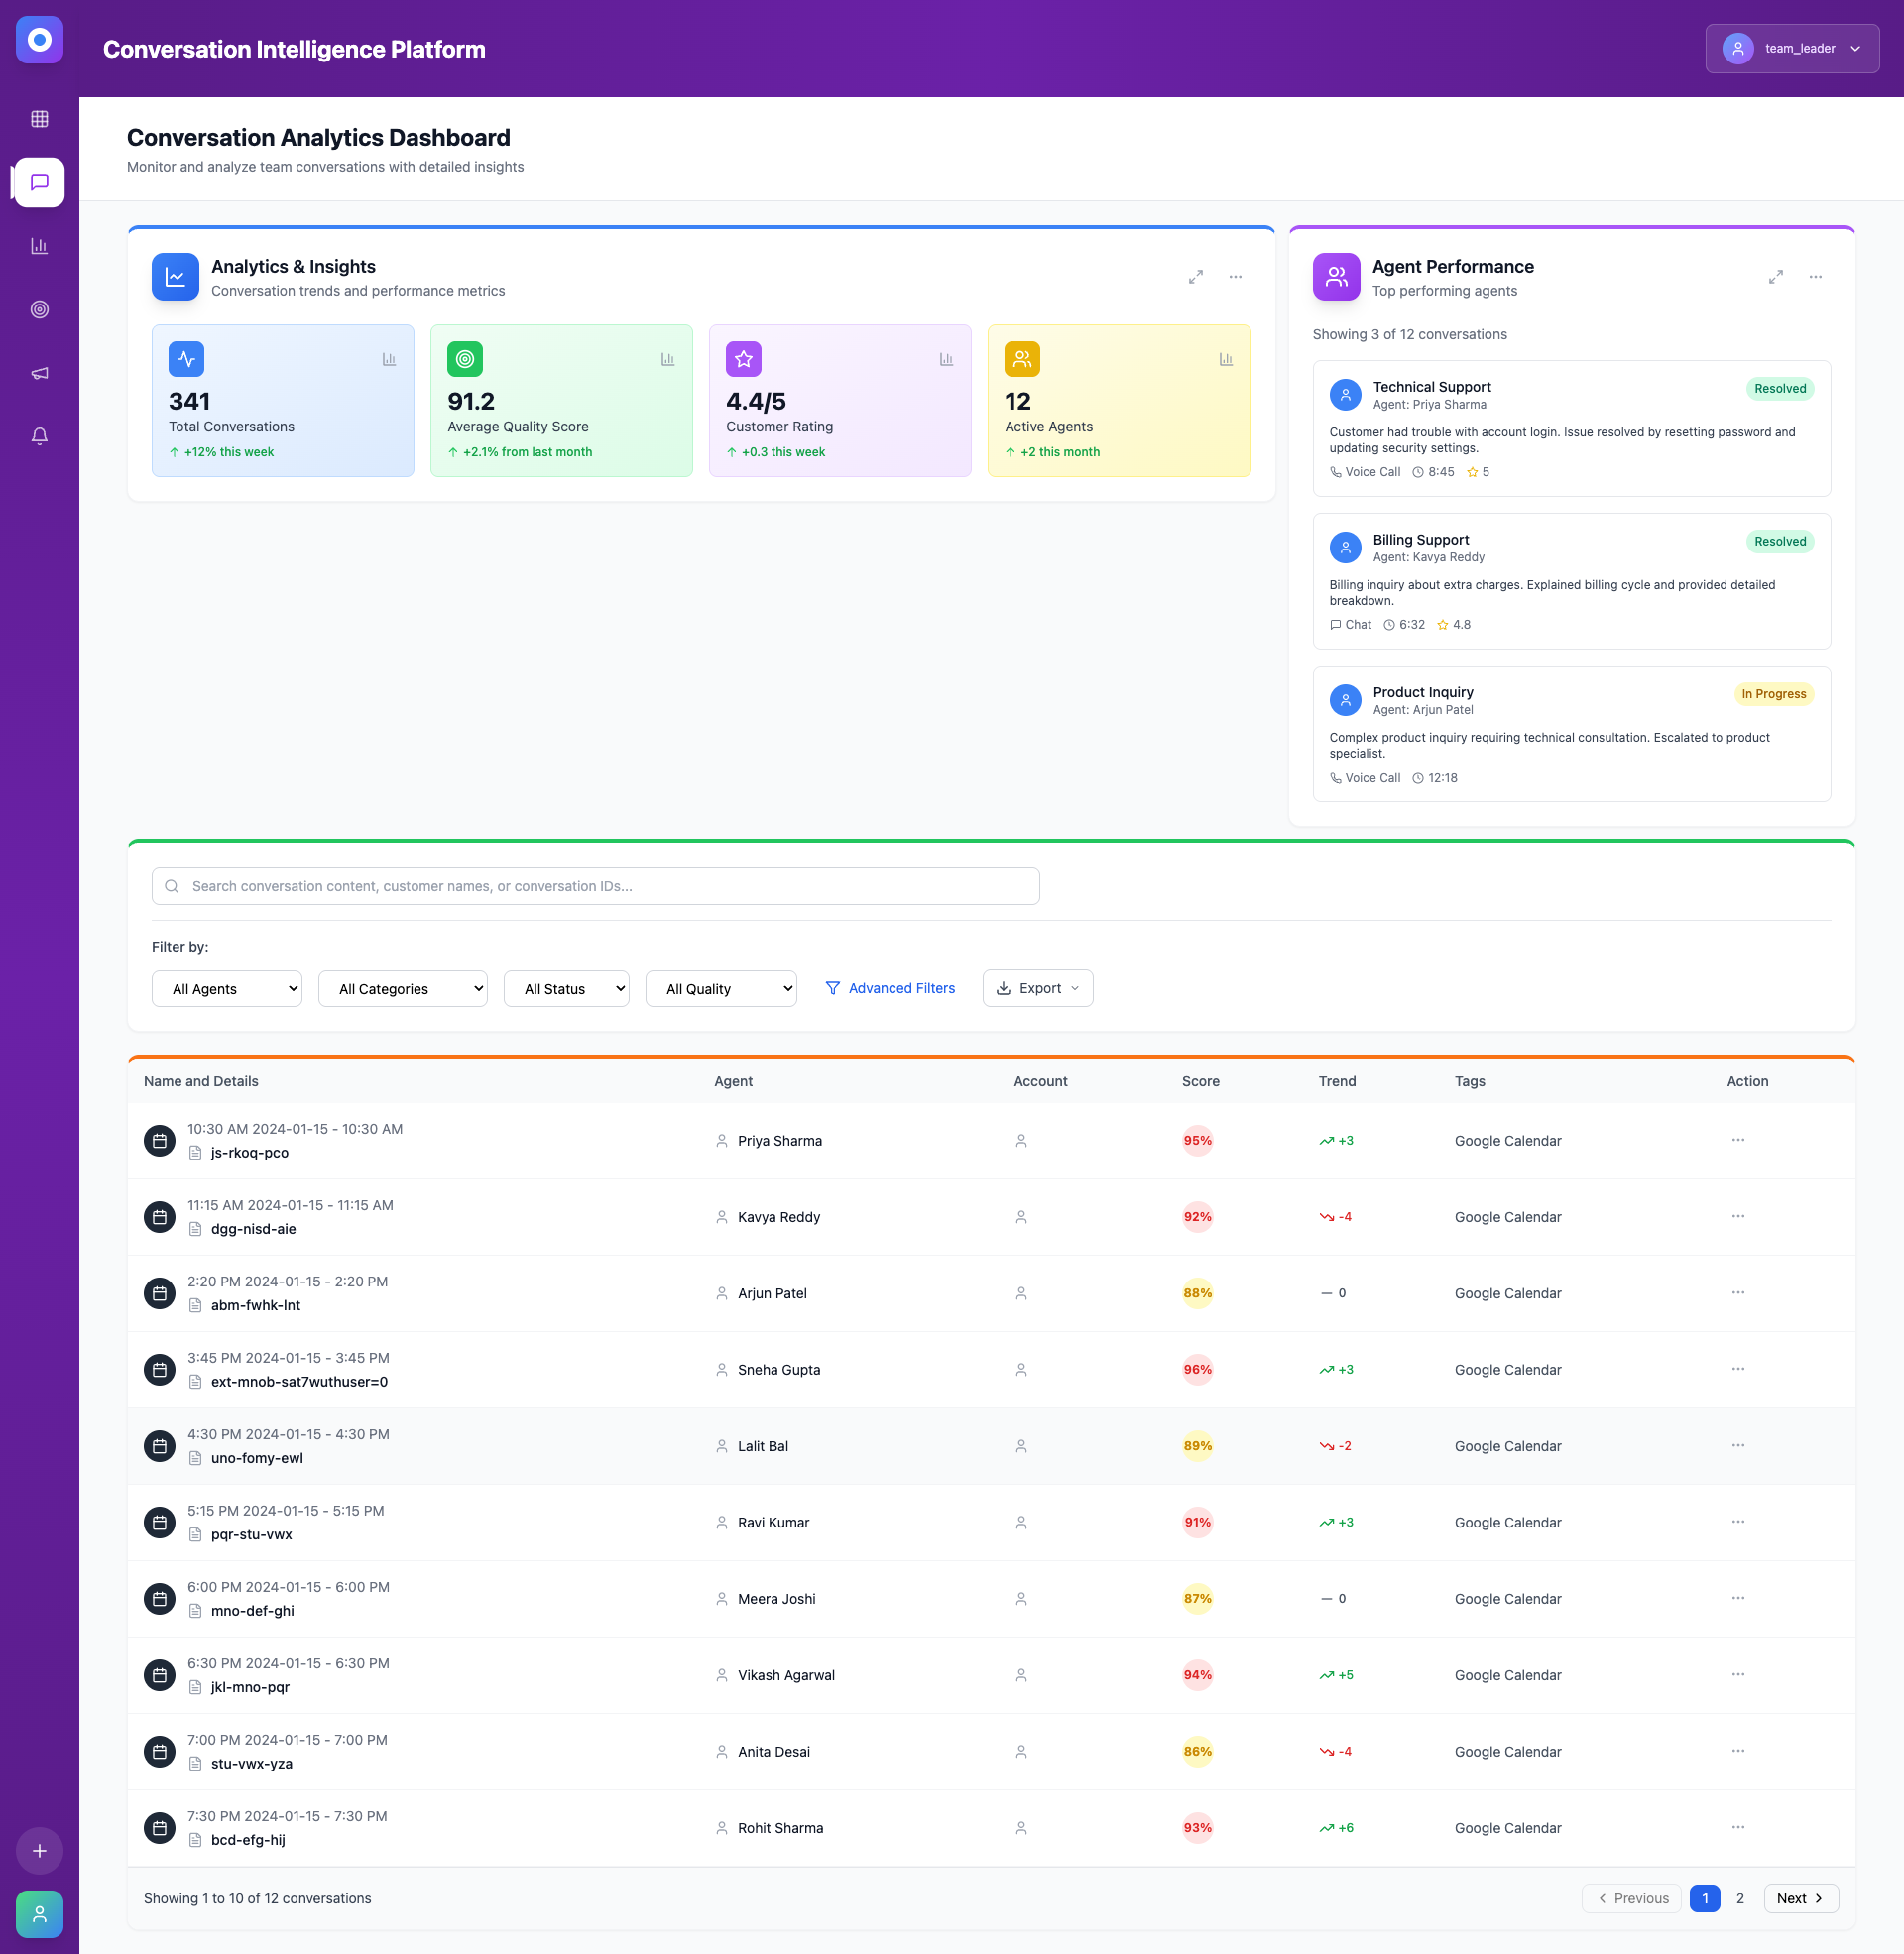 Conversation Intelligence Platform
team_leader
Conversation Analytics Dashboard
Monitor and analyze team conversations with detailed insights
Analytics & Insights
Conversation trends and performance metrics
341
Total Conversations
+12% this week
91.2
Average Quality Score
+2.1% from last month
4.4/5
Customer Rating
+0.3 this week
12
Active Agents
+2 this month
Agent Performance
Top performing agents
Showing 3 of 12 conversations
Technical Support
Agent: Priya Sharma
Resolved
Customer had trouble with account login. Issue resolved by resetting password and
updating security settings.
Voice Call 8:45 5
Billing Support
Agent: Kavya Reddy
Resolved
Billing inquiry about extra charges. Explained billing cycle and provided detailed
breakdown.
Chat 6:32 4.8
Product Inquiry
Agent: Arjun Patel
In Progress
Complex product inquiry requiring technical consultation. Escalated to product
specialist.
Voice Call 12:18
Search conversation content, customer names, or conversation IDs...
Filter by:
All Agents All Categories All Status All Quality Advanced Filters Export
Name and Details Agent Account Score Trend Tags Action
10:30 AM 2024-01-15 - 10:30 AM
js-rkoq-pco
Priya Sharma 95% +3 Google Calendar
11:15 AM 2024-01-15 - 11:15 AM
dgg-nisd-aie
Kavya Reddy 92% -4 Google Calendar
2:20 PM 2024-01-15 - 2:20 PM
abm-fwhk-lnt
Arjun Patel 88% 0 Google Calendar
3:45 PM 2024-01-15 - 3:45 PM
ext-mnob-sat7wuthuser=0
Sneha Gupta 96% +3 Google Calendar
4:30 PM 2024-01-15 - 4:30 PM
uno-fomy-ewl
Lalit Bal 89% -2 Google Calendar
5:15 PM 2024-01-15 - 5:15 PM
pqr-stu-vwx
Ravi Kumar 91% +3 Google Calendar
6:00 PM 2024-01-15 - 6:00 PM
mno-def-ghi
Meera Joshi 87% 0 Google Calendar
6:30 PM 2024-01-15 - 6:30 PM
jkl-mno-pqr
Vikash Agarwal 94% +5 Google Calendar
7:00 PM 2024-01-15 - 7:00 PM
stu-vwx-yza
Anita Desai 86% -4 Google Calendar
7:30 PM 2024-01-15 - 7:30 PM
bcd-efg-hij
Rohit Sharma 93% +6 Google Calendar
Showing 1 to 10 of 12 conversations
Previous 1 2 Next